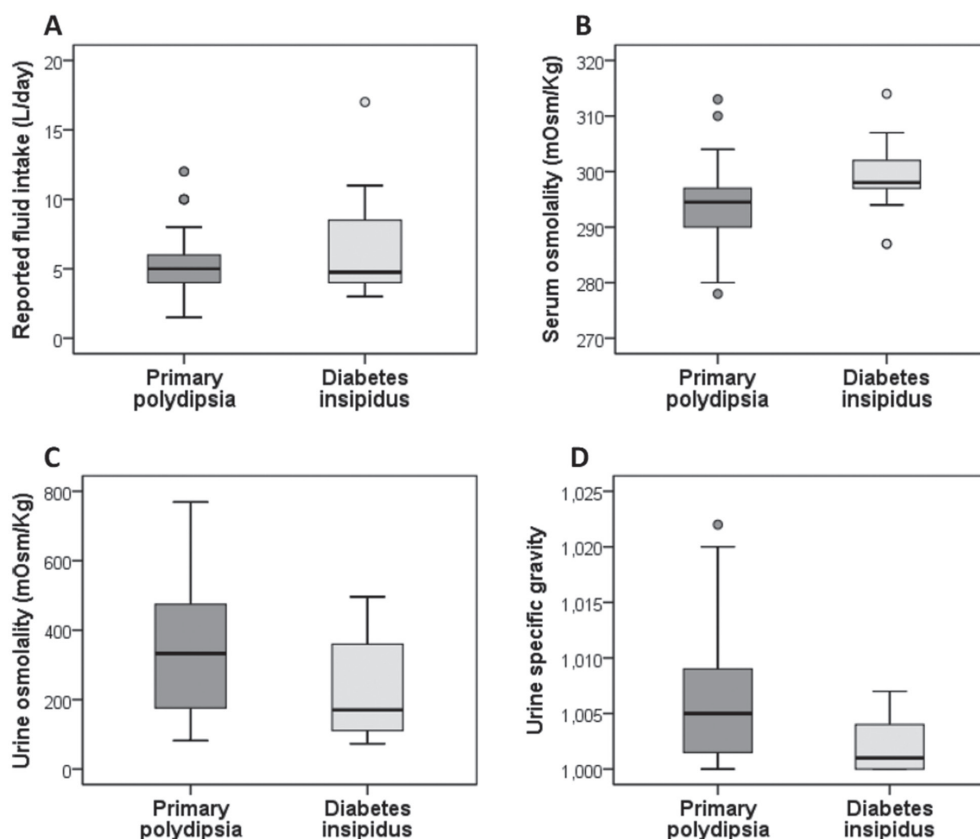 A
Reported fluid intake (L/day)
20
15
10
5
0
Primary
polydipsia
Diabetes
insipidus
B
Serum osmolality (mOsm/Kg)
320
310
300
290
280
270
Primary
polydipsia
Diabetes
insipidus
C
Urine osmolality (mOsm/Kg)
800
600
400
200
0
Primary
polydipsia
Diabetes
insipidus
D
Urine specific gravity
1,025
1,020
1,015
1,010
1,005
1,000
Primary
polydipsia
Diabetes
insipidus